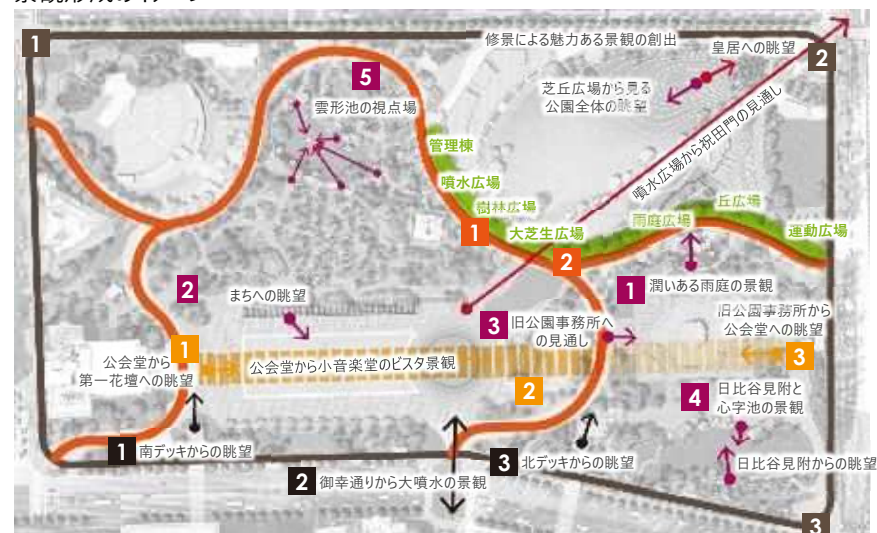 1
修景による魅力ある景観の創出
皇居への眺望
2
5
雲形池の視点場
芝丘広場から見る
公園全体の眺望
噴水広場から祝田門の見通し
管理棟
噴水広場
樹林広場
1
大芝生広場
2
雨庭広場
丘広場
運動広場
2
まちへの眺望
1
潤いある雨庭の景観
3
旧公園事務所へ
の見通し
旧公園事務所から
公会堂への眺望
1
公会堂から
第一花壇への眺望
公会堂から小音楽堂のビスタ景観
2
3
4
日比谷見附と
心字池の景観
1
南デッキからの眺望
2
御幸通りから大噴水の景観
3
北デッキからの眺望
日比谷見附からの眺望
3